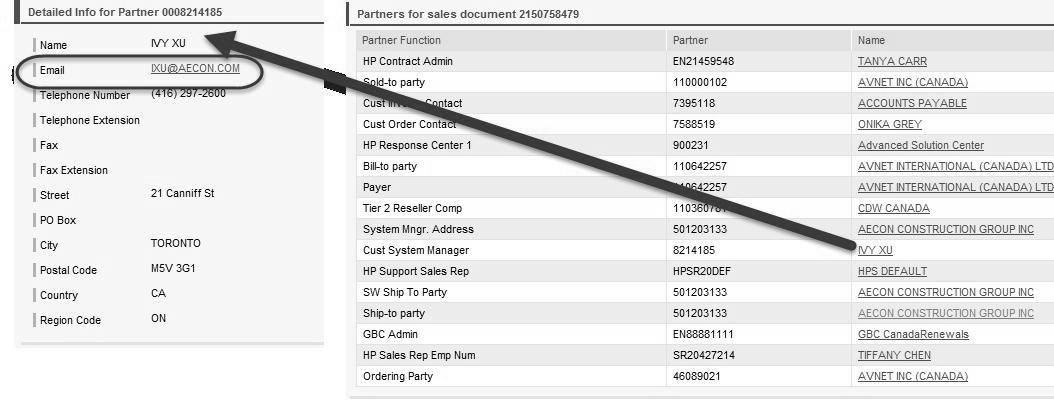 Detailed Info for Partner 0008214185
Name IVY XU
Email IXU@AECON.COM
Telephone Number (416) 297-2600
Telephone Extension
Fax
Fax Extension
Street 21 Canniff St
PO Box
City TORONTO
Postal Code M5V 3G1
Country CA
Region Code ON
Partners for sales document 2150758479
Partner Function Partner Name
HP Contract Admin EN21459548 TANYA CARR
Sold-to party 110000102 AVNET INC (CANADA)
Cust Contact 7395118 ACCOUNTS PAYABLE
Cust Order Contact 7588519 ONIKA GREY
HP Response Center 1 900231 Advanced Solution Center
Bill-to party 110642257 AVNET INTERNATIONAL (CANADA) LTD
Payer 110642257 AVNET INTERNATIONAL (CANADA) LTD
Tier 2 Reseller Comp CDW CANADA
System Mngr. Address 501203133 AECON CONSTRUCTION GROUP INC
Cust System Manager 8214185 IVY XU
HP Support Sales Rep HPSR20DEF HPS DEFAULT
SW Ship To Party 501203133 AECON CONSTRUCTION GROUP INC
Ship-to party 501203133 AECON CONSTRUCTION GROUP INC
GBC Admin EN88881111 GBC CanadaRenewals
HP Sales Rep Emp Num SR20427214 TIFFANY CHEN
Ordering Party 46089021 AVNET INC (CANADA)